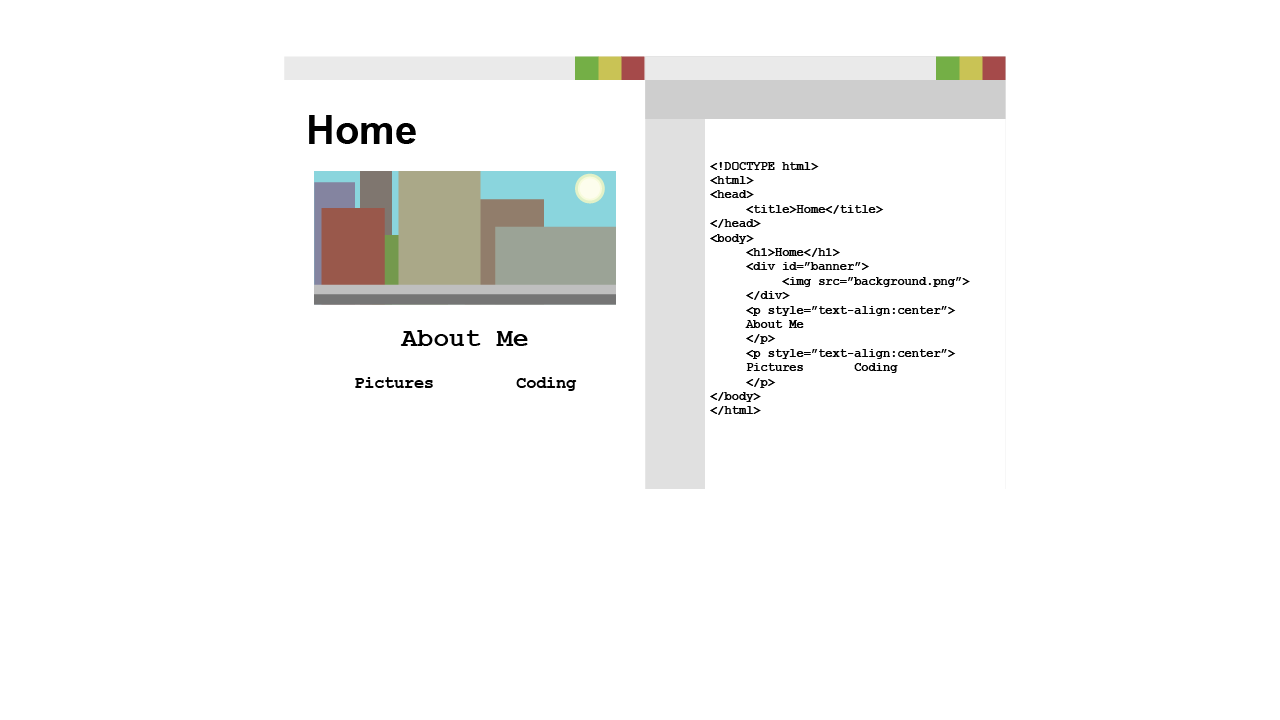 Home
About Me
Pictures Coding
<!DOCTYPE html>
<html>
<head>
<title>Home</title>
</head>
<body>
<h1>Home</h1>
<div id=”banner”>
<img src=”background.png”>
</div>
<p style=”text-align:center”>
About Me
</p>
<p style=”text-align:center”>
Pictures Coding
</p>
</body>
</html>